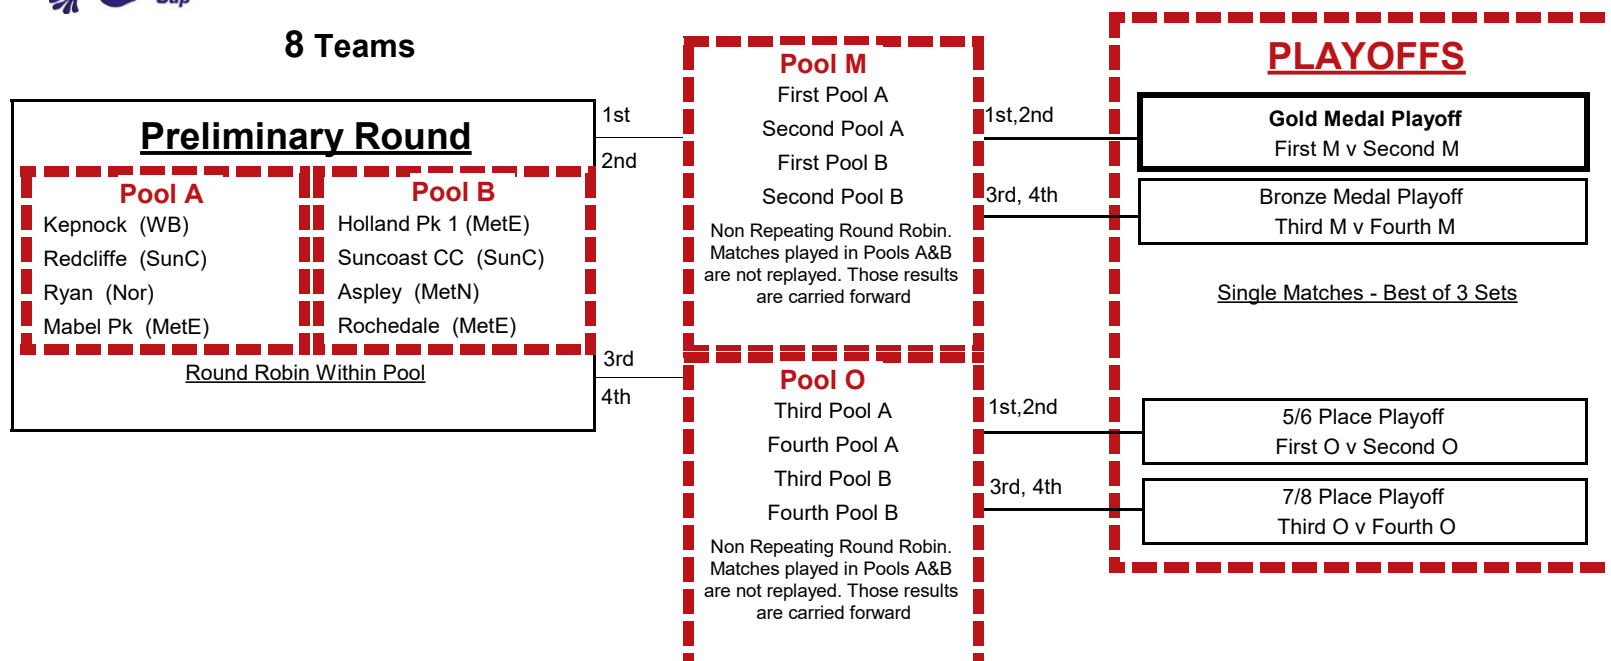 8 Teams
Preliminary Round
Pool A
Kepnock (WB)
Redcliffe (SunC)
Ryan (Nor)
Mabel Pk (MetE)
Pool B
Holland Pk 1 (MetE)
Suncoast CC (SunC)
Aspley (MetN)
Rochedale (MetE)
Round Robin Within Pool
1st
2nd
3rd
4th
Pool M
First Pool A
Second Pool A
First Pool B
Second Pool B
Non Repeating Round Robin.
Matches played in Pools A&B
are not replayed. Those results
are carried forward
Pool O
Third Pool A
Fourth Pool A
Third Pool B
Fourth Pool B
Non Repeating Round Robin.
Matches played in Pools A&B
are not replayed. Those results
are carried forward
1st,2nd
3rd, 4th
1st,2nd
3rd, 4th
PLAYOFFS
Gold Medal Playoff
First M v Second M
Bronze Medal Playoff
Third M v Fourth M
Single Matches - Best of 3 Sets
5/6 Place Playoff
First O v Second O
7/8 Place Playoff
Third O v Fourth O